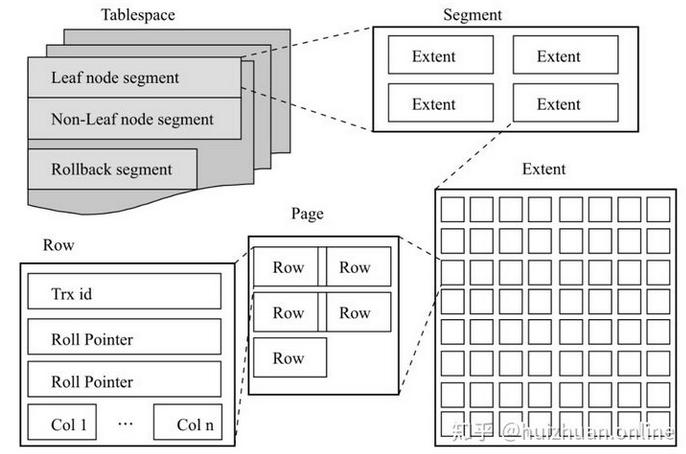 Tablespace
Leaf node segment
Non-Leaf node segment
Rollback segment
Segment
Extent Extent
Extent Extent
Extent
Page
Row Row
Row Row
Row
Row
Trx id
Roll Pointer
Roll Pointer
Col 1 ... Col n
知乎 @huizhuan.online